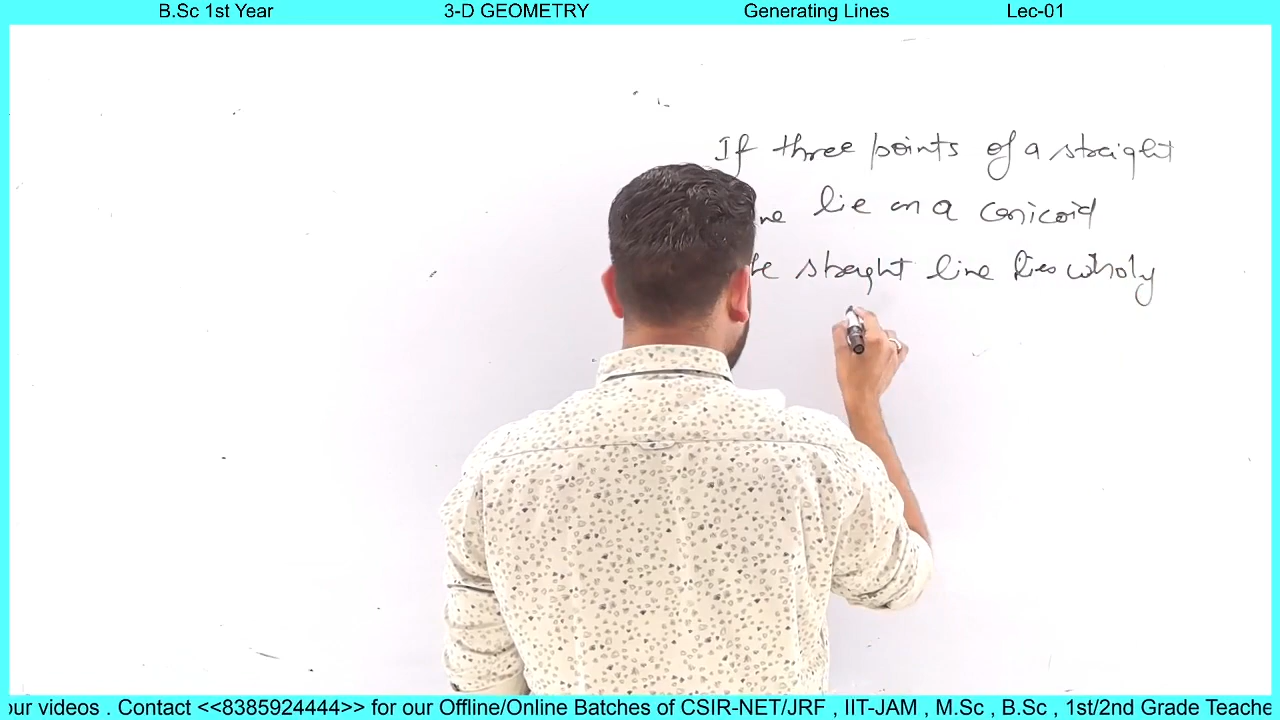 B.Sc 1st Year 3-D GEOMETRY Generating Lines Lec-01
If three points of a straight
ne lie on a conicoid
straight line lies wholy
our videos . Contact <<8385924444>> for our Offline/Online Batches of CSIR-NET/JRF , IIT-JAM , M.Sc , B.Sc , 1st/2nd Grade Teache